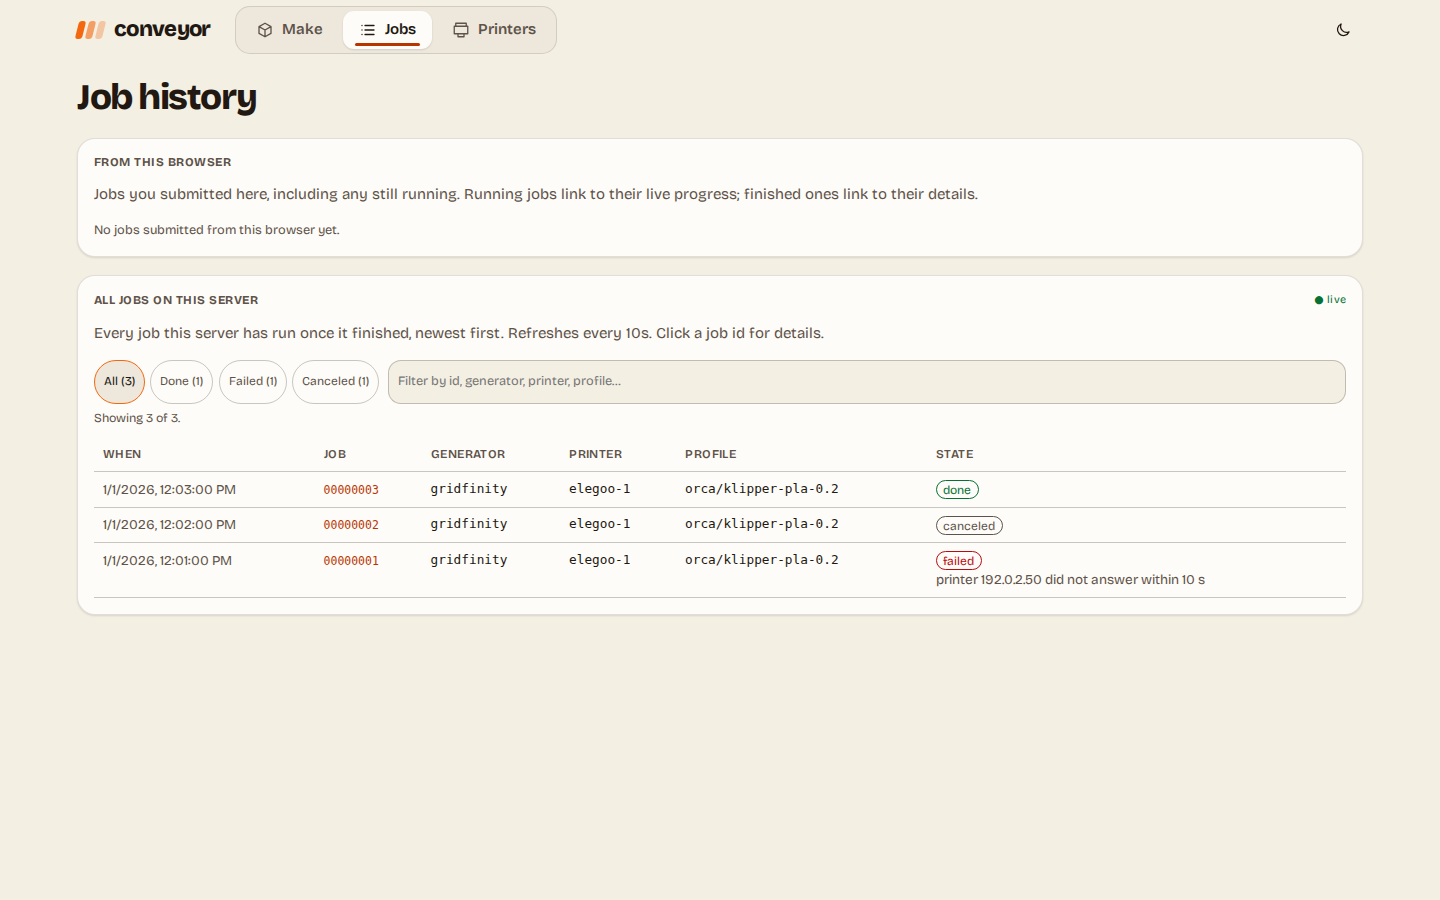 conveyor Make Jobs Printers
Job history
FROM THIS BROWSER
Jobs you submitted here, including any still running. Running jobs link to their live progress; finished ones link to their details.
No jobs submitted from this browser yet.
ALL JOBS ON THIS SERVER live
Every job this server has run once it finished, newest first. Refreshes every 10s. Click a job id for details.
All (3) Done (1) Failed (1) Canceled (1) Filter by id, generator, printer, profile...
Showing 3 of 3.
WHEN JOB GENERATOR PRINTER PROFILE STATE
1/1/2026, 12:03:00 PM 00000003 gridfinity elegoo-1 orca/klipper-pla-0.2 done
1/1/2026, 12:02:00 PM 00000002 gridfinity elegoo-1 orca/klipper-pla-0.2 canceled
1/1/2026, 12:01:00 PM 00000001 gridfinity elegoo-1 orca/klipper-pla-0.2 failed
printer 192.0.2.50 did not answer within 10 s